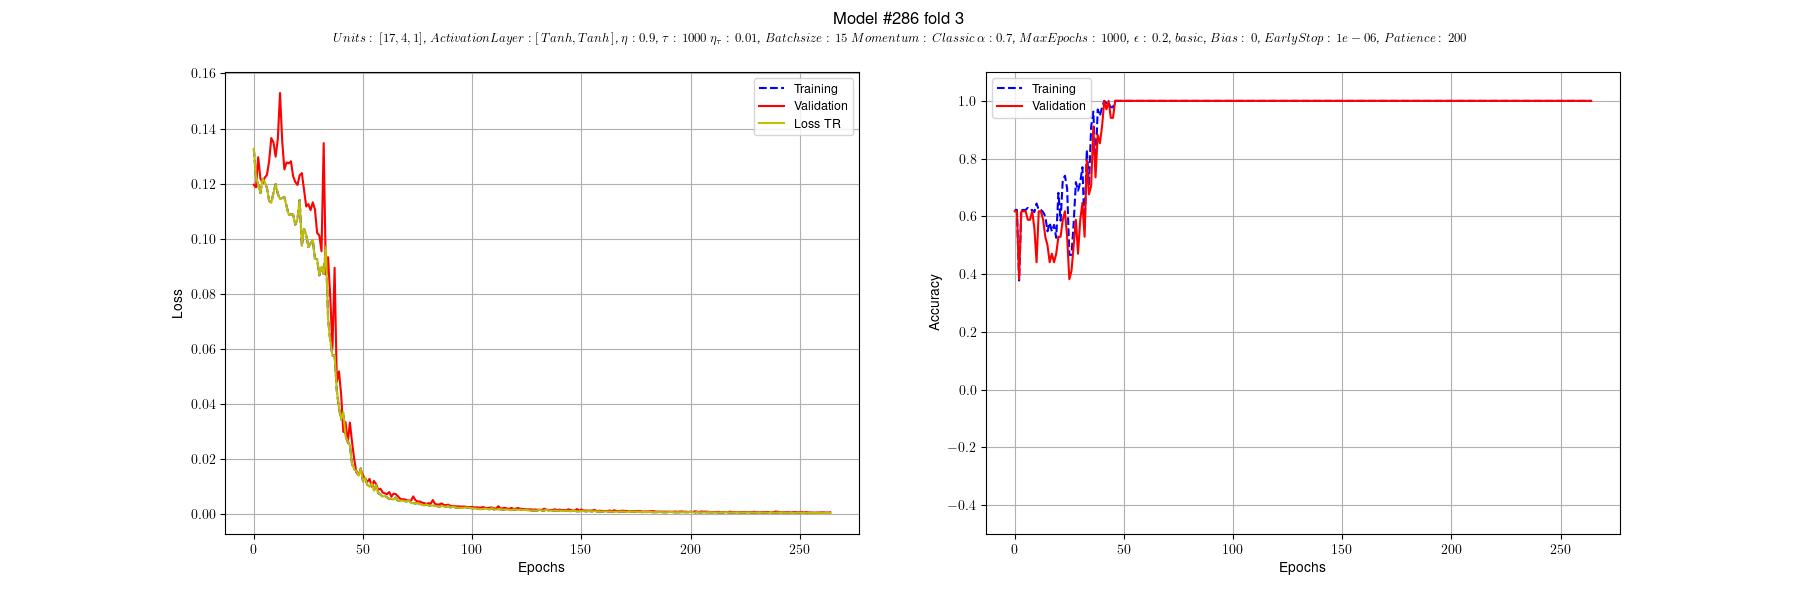 Model #286 fold 3
Units : [17, 4, 1], ActivationLayer : [Tanh, Tanh], η : 0.9, τ : 1000 η_τ : 0.01, Batchsize : 15 Momentum : Classic α : 0.7, MaxEpochs : 1000, ϵ : 0.2, basic, Bias : 0, EarlyStop : 1e − 06, Patience : 200
0.16
0.14
0.12
0.10
0.08
0.06
0.04
0.02
0.00
Loss
0 50 100 150 200 250
Epochs
Training
Validation
Loss TR
1.0
0.8
0.6
0.4
0.2
0.0
−0.2
−0.4
Accuracy
0 50 100 150 200 250
Epochs
Training
Validation